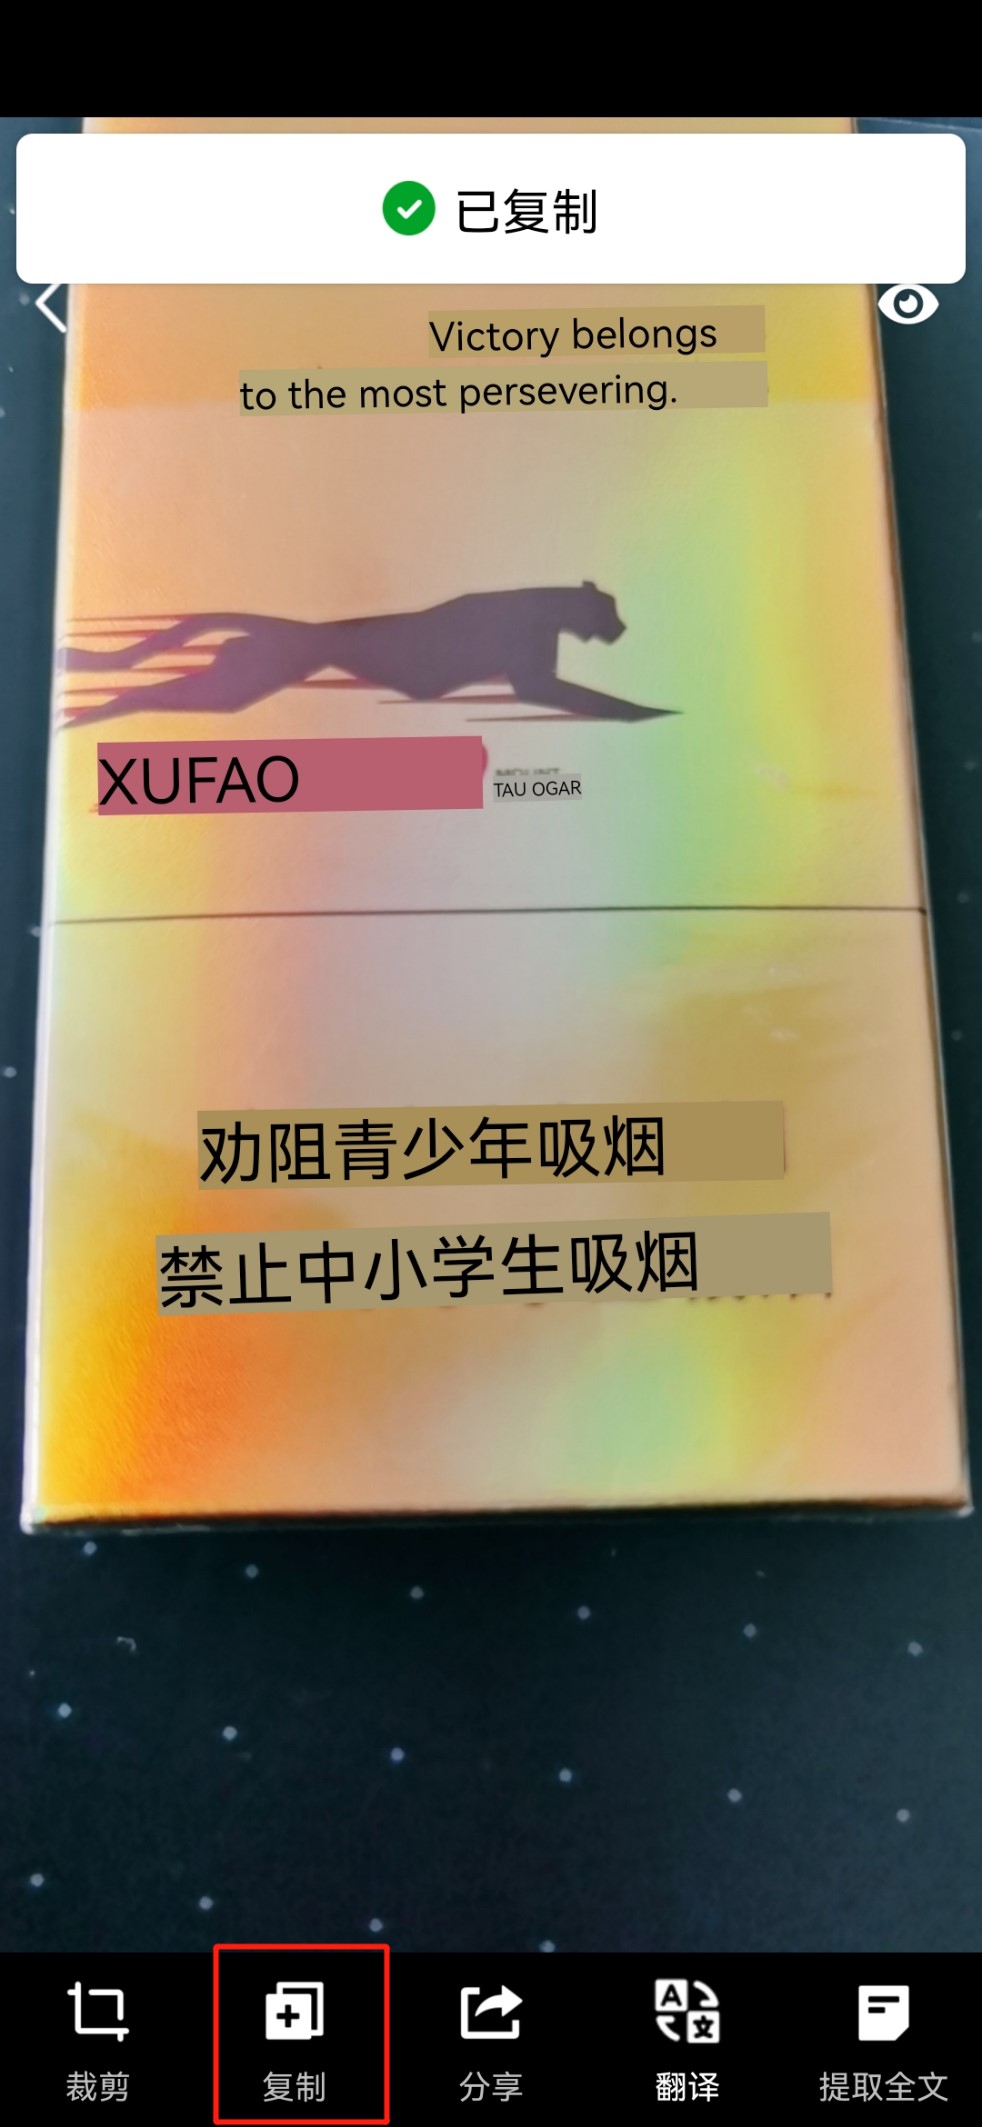 已复制
Victory belongs
to the most persevering.
XUFAO
TAU OGAR
劝阻青少年吸烟
禁止中小学生吸烟
裁剪
复制
分享
翻译
提取全文